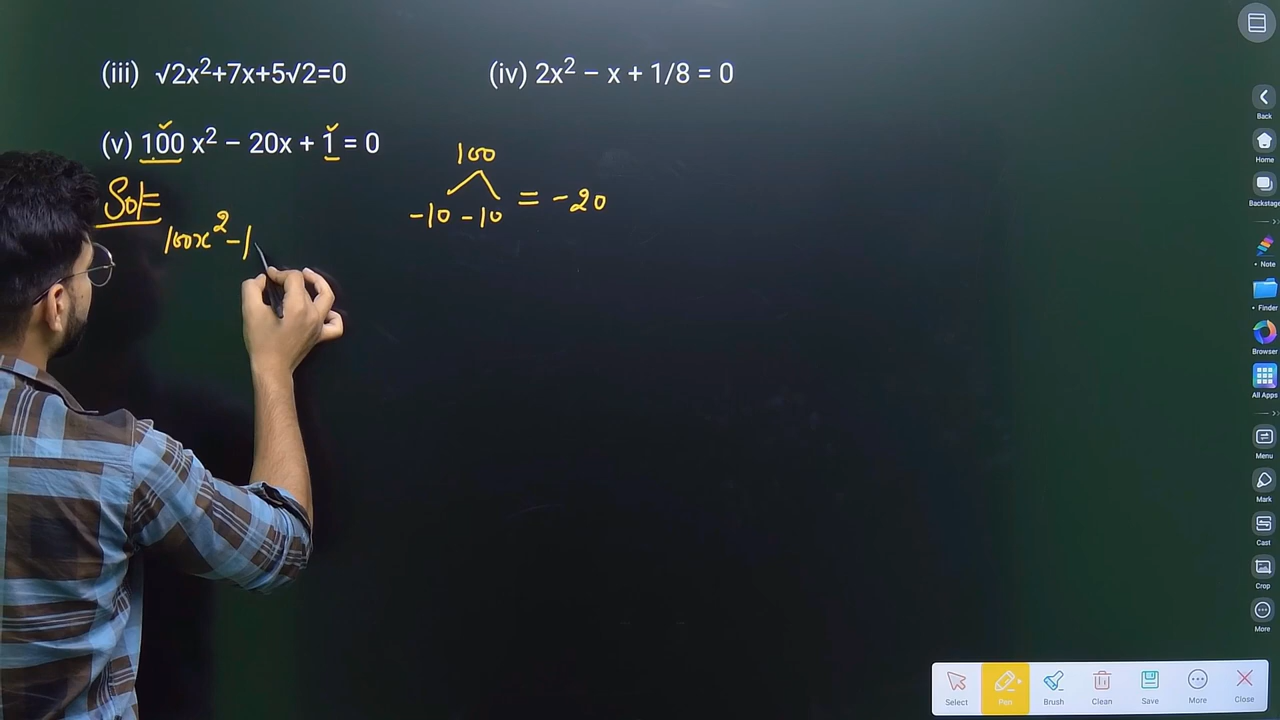 (iii) √2x²+7x+5√2=0
(iv) 2x² − x + 1/8 = 0
(v) 100 x² − 20x + 1 = 0
100
-10 -10 = -20
Sol=
100x² -1
Back
Home
Backstage
Note
Finder
Browser
All Apps
Menu
Mark
Cast
Crop
More
Select
Pen
Brush
Clean
Save
More
Close